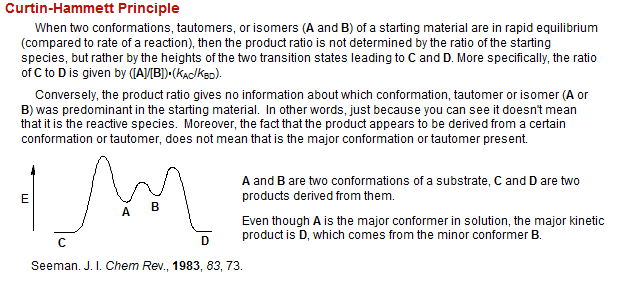 Curtin-Hammett Principle
When two conformations, tautomers, or isomers (A and B) of a starting material are in rapid equilibrium
(compared to rate of a reaction), then the product ratio is not determined by the ratio of the starting
species, but rather by the heights of the two transition states leading to C and D. More specifically, the ratio
of C to D is given by ([A]/[B])•(kAC/kBD).
Conversely, the product ratio gives no information about which conformation, tautomer or isomer (A or
B) was predominant in the starting material. In other words, just because you can see it doesn't mean
that it is the reactive species. Moreover, the fact that the product appears to be derived from a certain
conformation or tautomer, does not mean that is the major conformation or tautomer present.
E
A
B
C
D
A and B are two conformations of a substrate, C and D are two
products derived from them.
Even though A is the major conformer in solution, the major kinetic
product is D, which comes from the minor conformer B.
Seeman. J. I. Chem Rev., 1983, 83, 73.